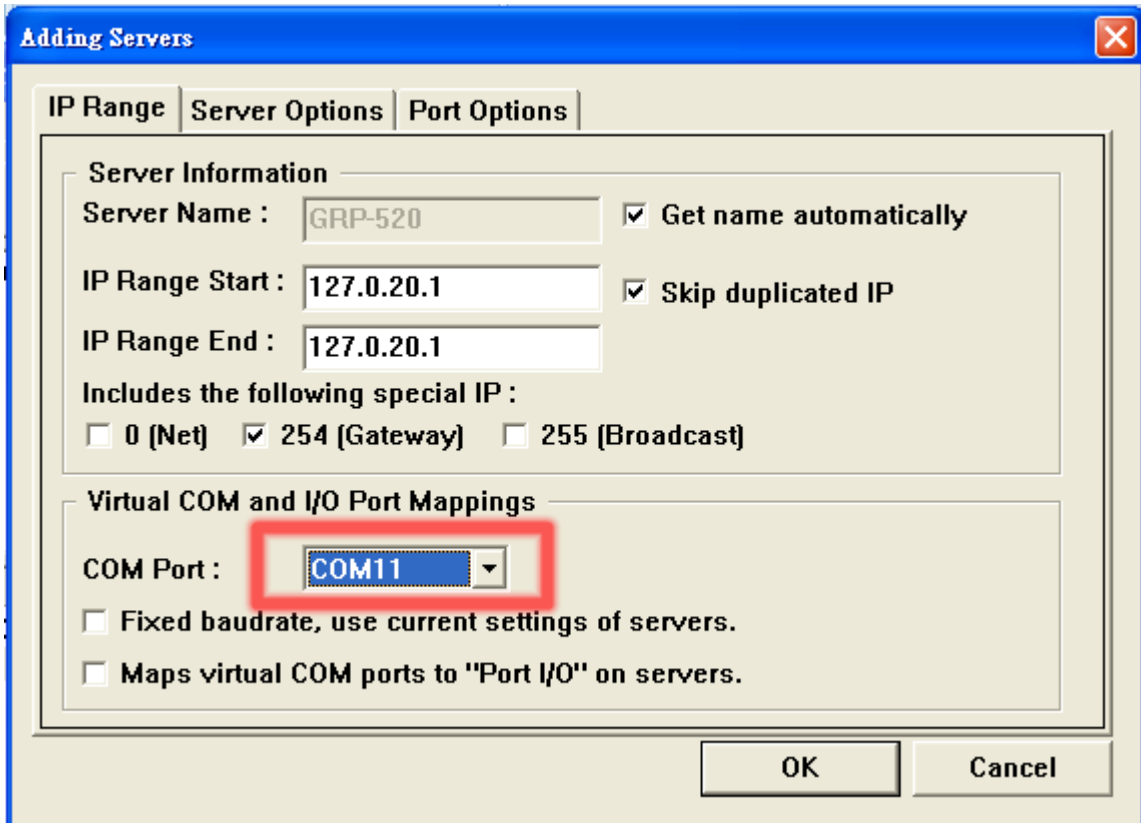 Adding Servers
IP Range Server Options Port Options
Server Information
Server Name : GRP-520 Get name automatically
IP Range Start : 127.0.20.1 Skip duplicated IP
IP Range End : 127.0.20.1
Includes the following special IP :
0 (Net) 254 (Gateway) 255 (Broadcast)
Virtual COM and I/O Port Mappings
COM Port : COM11
Fixed baudrate, use current settings of servers.
Maps virtual COM ports to "Port I/O" on servers.
OK Cancel